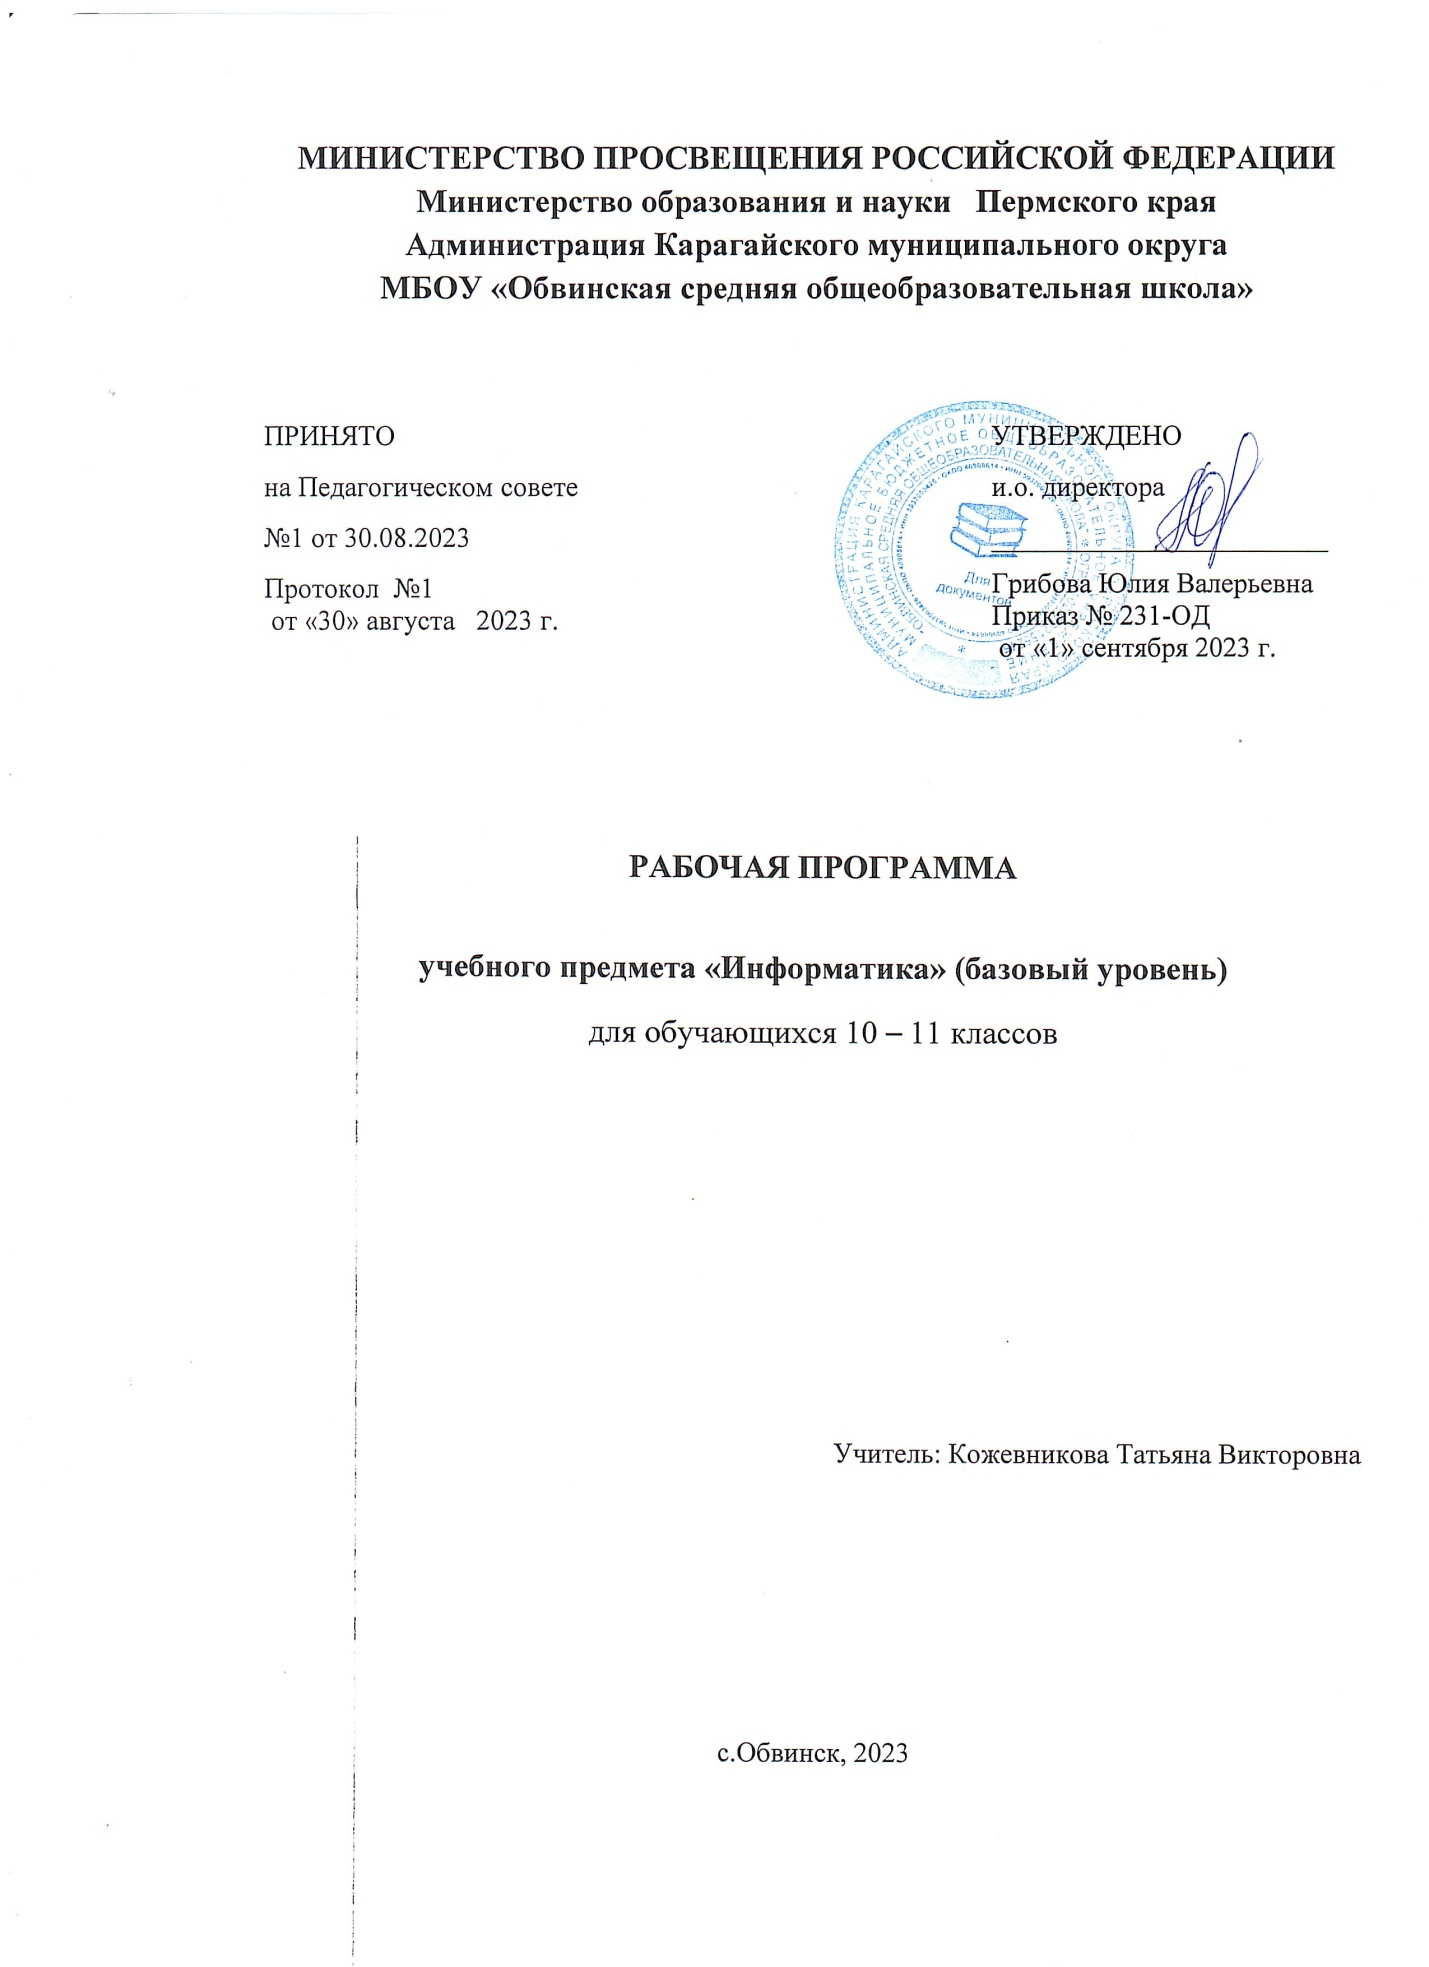 МИНИСТЕРСТВО ПРОСВЕЩЕНИЯ РОССИЙСКОЙ ФЕДЕРАЦИИ
Министерство образования и науки Пермского края
Администрация Карагайского муниципального округа
МБОУ «Обвинская средняя общеобразовательная школа»
ПРИНЯТО
на Педагогическом совете
№1 от 30.08.2023
Протокол №1
от «30» августа 2023 г.
УТВЕРЖДЕНО
и.о. директора
Грибова Юлия Валерьевна
Приказ № 231-ОД
от «1» сентября 2023 г.
Для
документов
РАБОЧАЯ ПРОГРАММА
учебного предмета «Информатика» (базовый уровень)
для обучающихся 10 – 11 классов
Учитель: Кожевникова Татьяна Викторовна
с.Обвинск, 2023